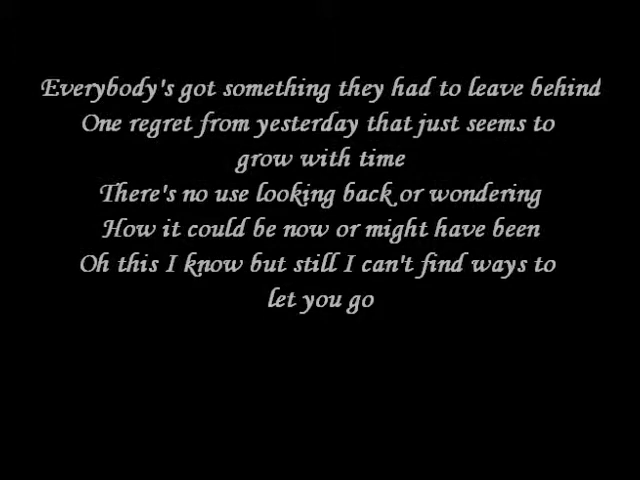 Everybody's got something they had to leave behind
One regret from yesterday that just seems to
grow with time
There's no use looking back or wondering
How it could be now or might have been
Oh this I know but still I can't find ways to
let you go